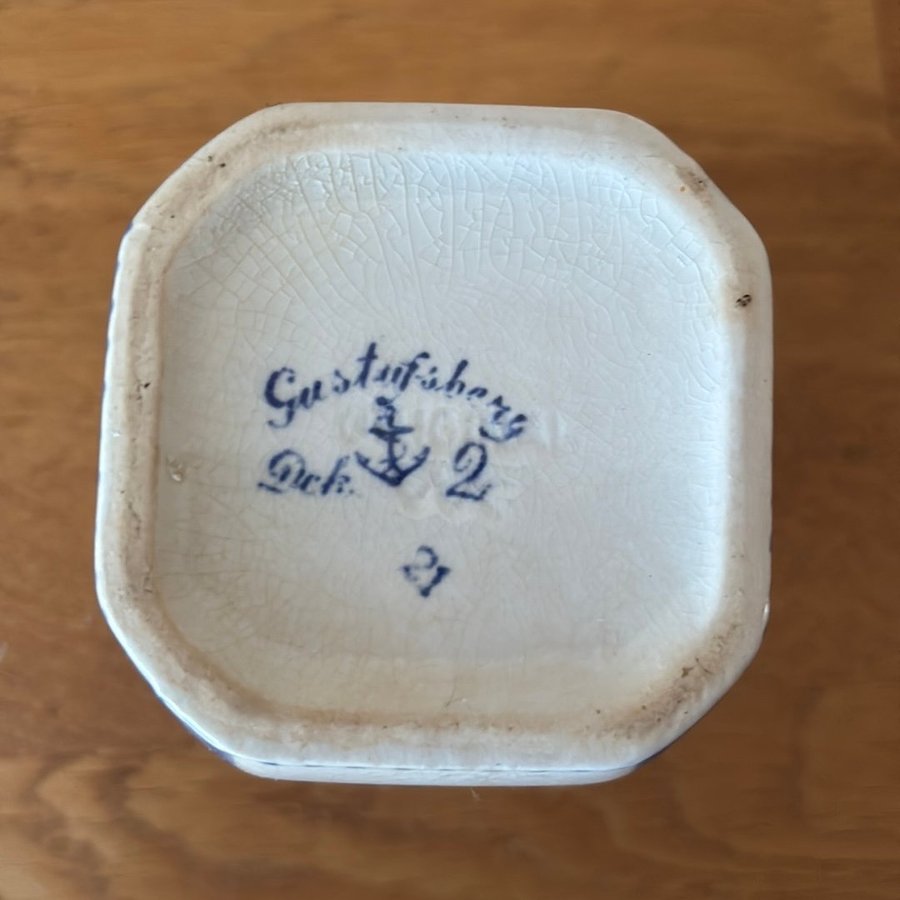 Gustafsberg
Dek. 2
21